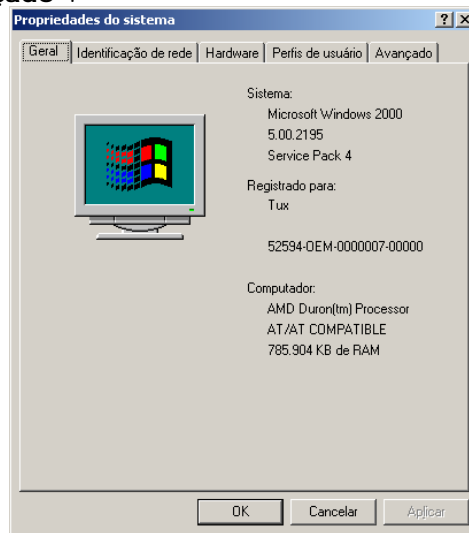 Propriedades do sistema
Geral Identificação de rede Hardware Perfis de usuário Avançado
Sistema:
Microsoft Windows 2000
5.00.2195
Service Pack 4
Registrado para:
Tux
52594-OEM-0000007-00000
Computador:
AMD Duron(tm) Processor
AT/AT COMPATIBLE
785.904 KB de RAM
OK Cancelar Aplicar